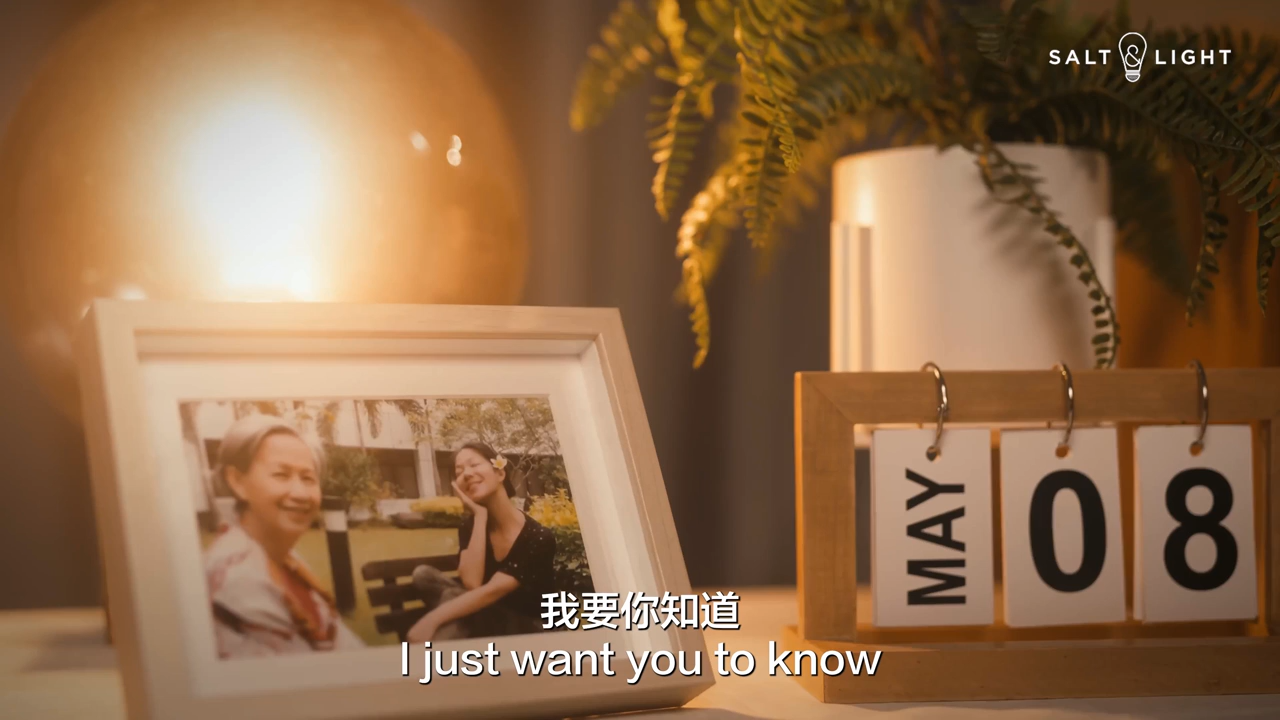 SALT & LIGHT
MAY 08
我要你知道
I just want you to know